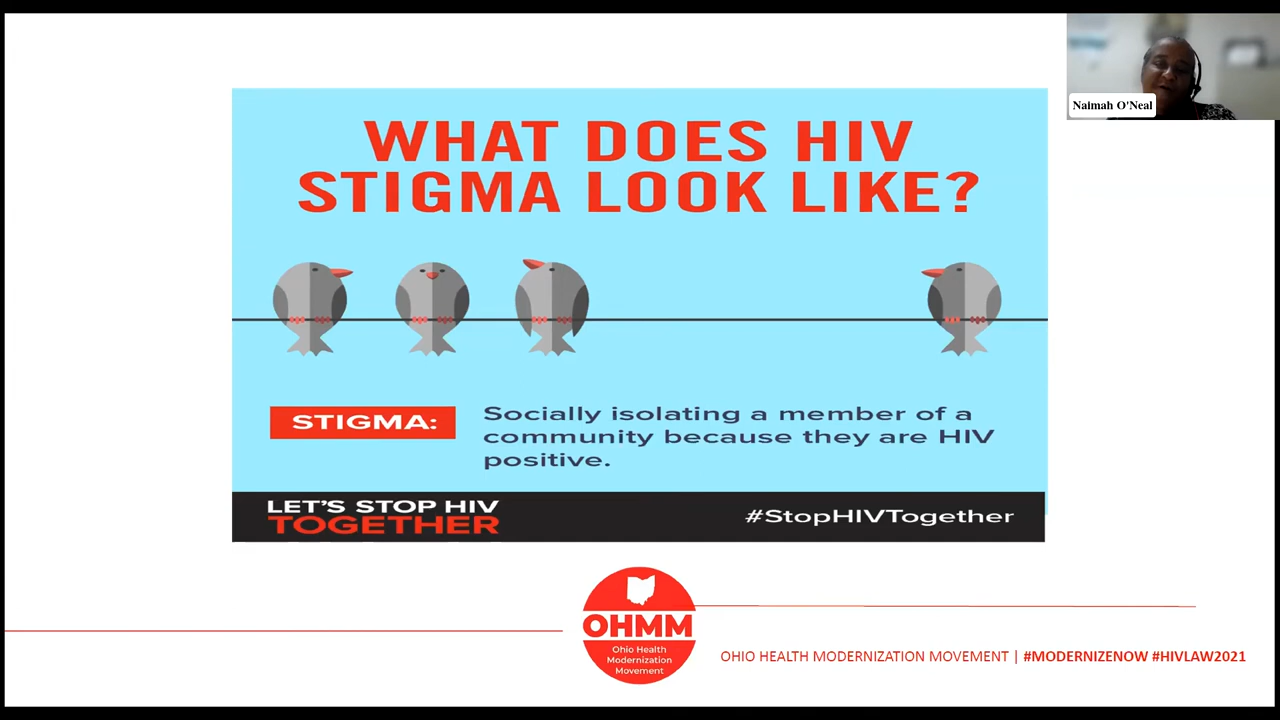 Naimah O'Neal
WHAT DOES HIV
STIGMA LOOK LIKE?
STIGMA:
Socially isolating a member of a
community because they are HIV
positive.
LET'S STOP HIV
TOGETHER
#StopHIVTogether
OHMM
Ohio Health
Modernization
Movement
OHIO HEALTH MODERNIZATION MOVEMENT | #MODERNIZENOW #HIVLAW2021